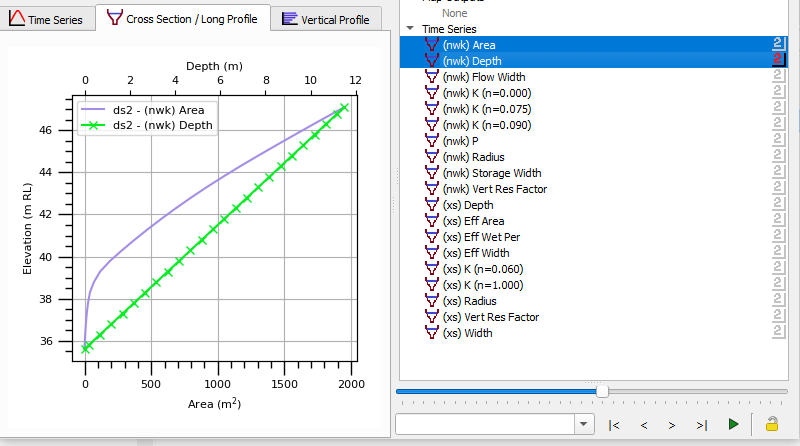 Time Series
Cross Section / Long Profile
Vertical Profile
Depth (m)
0 2 4 6 8 10 12
ds2 - (nwk) Area
ds2 - (nwk) Depth
Elevation (m RL)
46
44
42
40
38
36
0 500 1000 1500 2000
Area (m²)
None
Time Series
(nwk) Area
(nwk) Depth
(nwk) Flow Width
(nwk) K (n=0.000)
(nwk) K (n=0.075)
(nwk) K (n=0.090)
(nwk) P
(nwk) Radius
(nwk) Storage Width
(nwk) Vert Res Factor
(xs) Depth
(xs) Eff Area
(xs) Eff Wet Per
(xs) Eff Width
(xs) K (n=0.060)
(xs) K (n=1.000)
(xs) Radius
(xs) Vert Res Factor
(xs) Width
|< < > >|